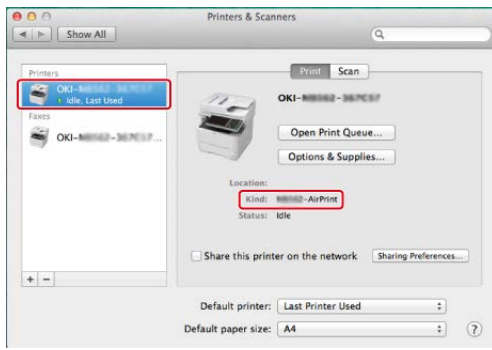 Printers & Scanners
Show All
Print Scan
Printers
OKI-
Idle, Last Used
Faxes
OKI-
OKI-
Open Print Queue...
Options & Supplies...
Location:
Kind: -AirPrint
Status: Idle
Share this printer on the network Sharing Preferences...
+ -
Default printer: Last Printer Used
Default paper size: A4 ?